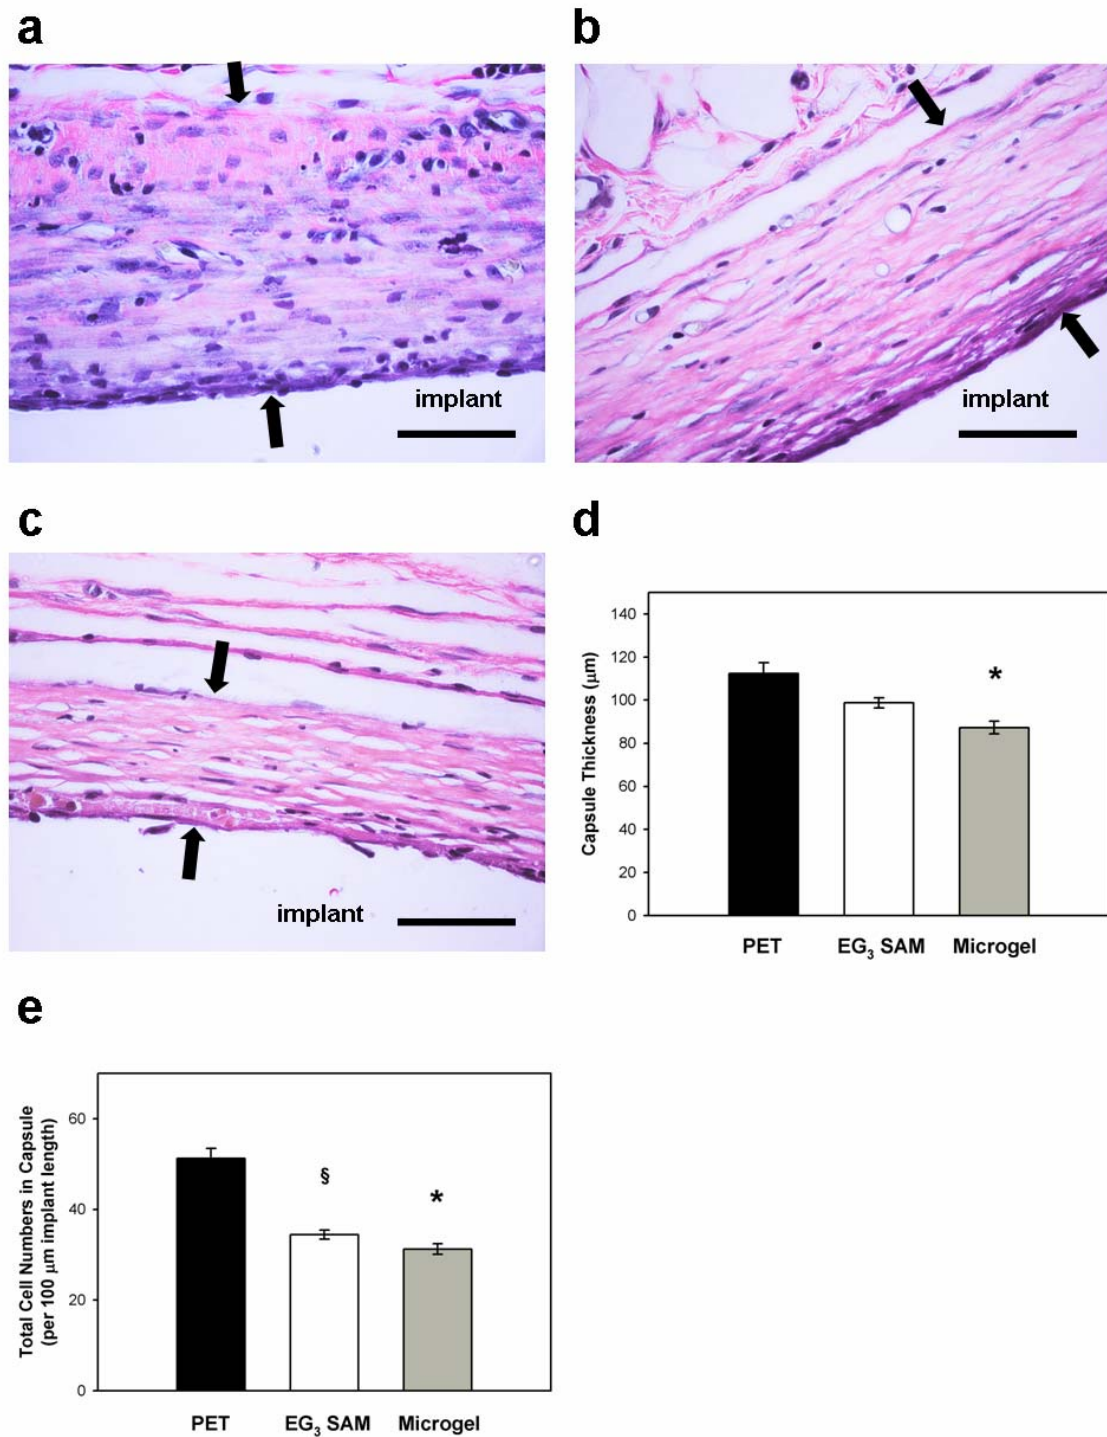 a
b
implant
implant
c
d
implant
Capsule Thickness (μm)
140
120
100
80
60
40
20
0
*
PET
EG₃ SAM
Microgel
e
Total Cell Numbers in Capsule
(per 100 μm implant length)
60
40
20
0
§
*
PET
EG₃ SAM
Microgel